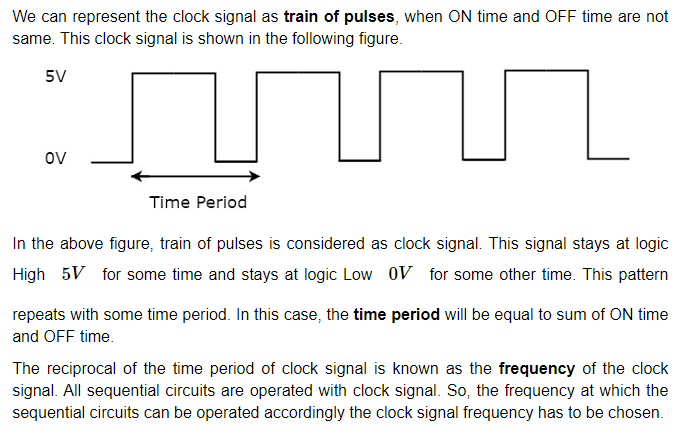 We can represent the clock signal as train of pulses, when ON time and OFF time are not
same. This clock signal is shown in the following figure.
5V
0V
Time Period
In the above figure, train of pulses is considered as clock signal. This signal stays at logic
High 5V for some time and stays at logic Low 0V for some other time. This pattern
repeats with some time period. In this case, the time period will be equal to sum of ON time
and OFF time.
The reciprocal of the time period of clock signal is known as the frequency of the clock
signal. All sequential circuits are operated with clock signal. So, the frequency at which the
sequential circuits can be operated accordingly the clock signal frequency has to be chosen.